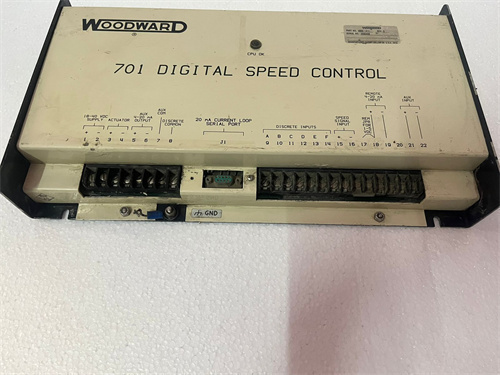 WOODWARD
CPU OK
701 DIGITAL SPEED CONTROL
10-40 VDC
SUPPLY
ACTUATOR
AUX
4-20 mA
OUTPUT
AUX
COM
DISCRETE
COMMON
20 mA CURRENT LOOP
SERIAL PORT
DISCRETE INPUTS
SPEED
SIGNAL
INPUT
REMOTE
4-20 mA
INPUT
AUX
INPUT
+ - + - + -
A B C D E F
1 2 3 4 5 6 7 8
J1
9 10 11 12 13 14 15 16 17 18 19 20 21 22
GND